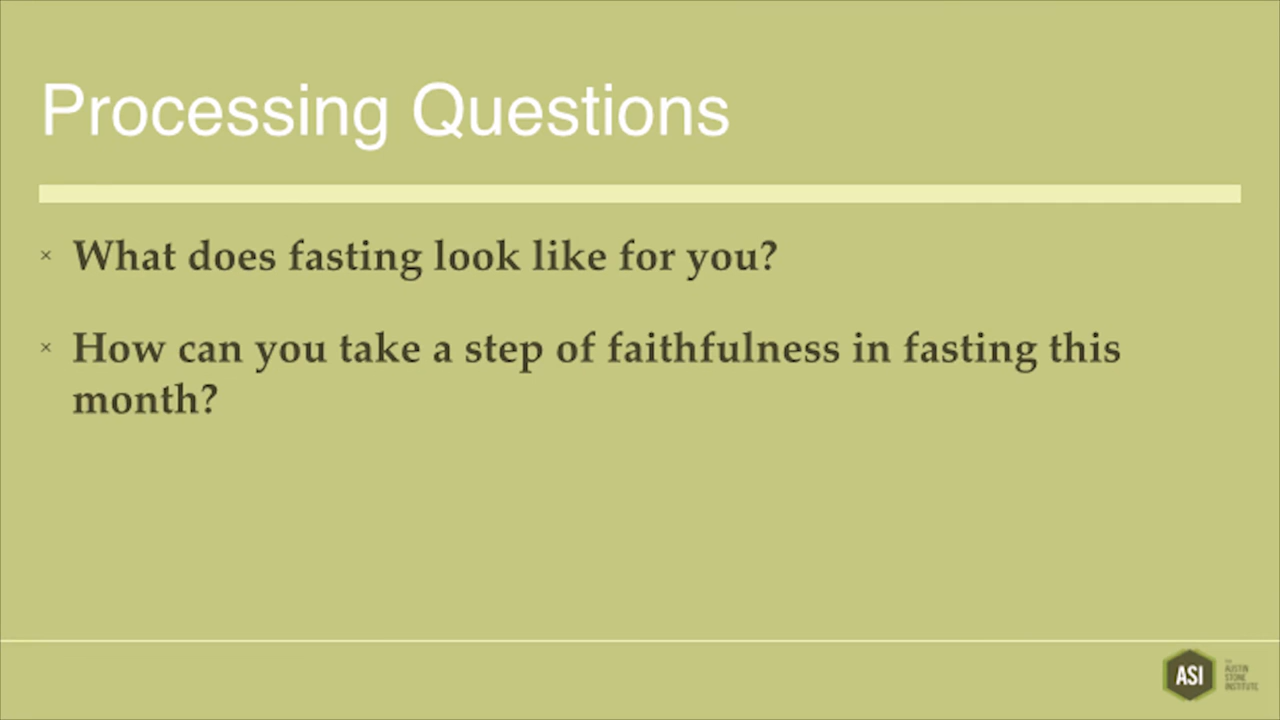 Processing Questions
× What does fasting look like for you?
× How can you take a step of faithfulness in fasting this
month?
ASI
THE
AUSTIN
STONE
INSTITUTE